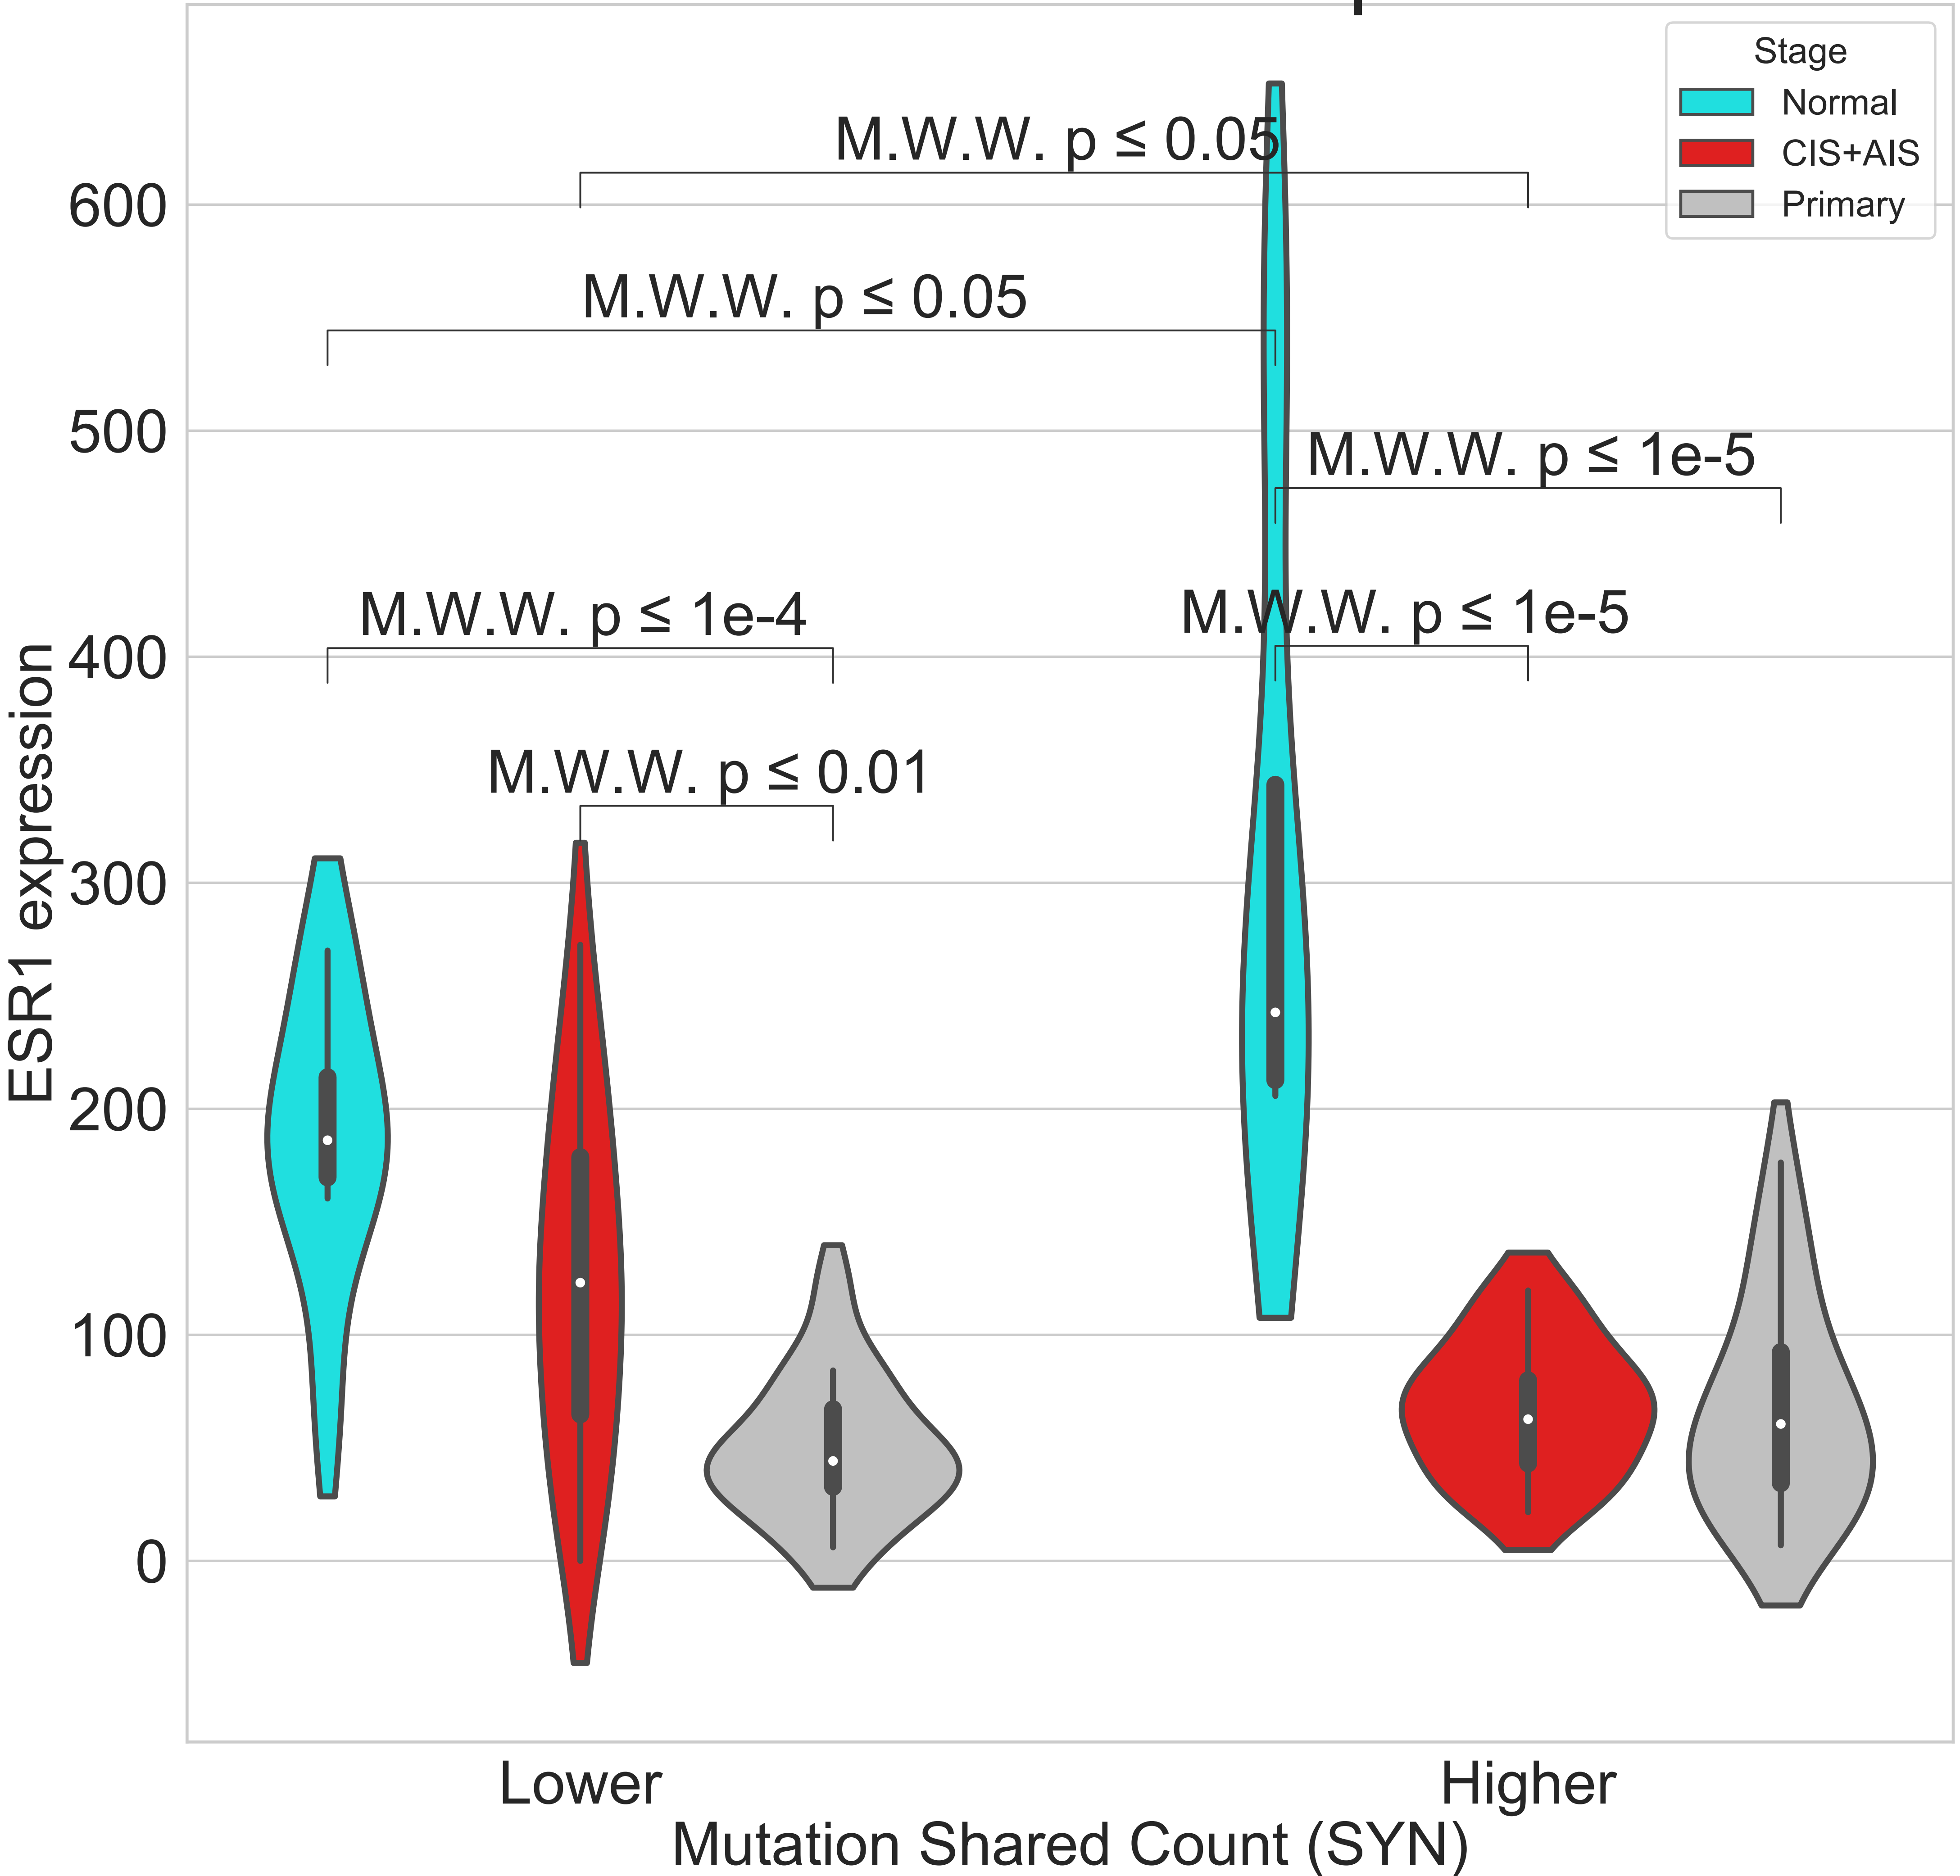 Stage
Normal
CIS+AIS
Primary
M.W.W. p ≤ 0.05
600
M.W.W. p ≤ 0.05
500
M.W.W. p ≤ 1e-5
M.W.W. p ≤ 1e-4
M.W.W. p ≤ 1e-5
400
M.W.W. p ≤ 0.01
300
200
100
0
ESR1 expression
Lower
Higher
Mutation Shared Count (SYN)